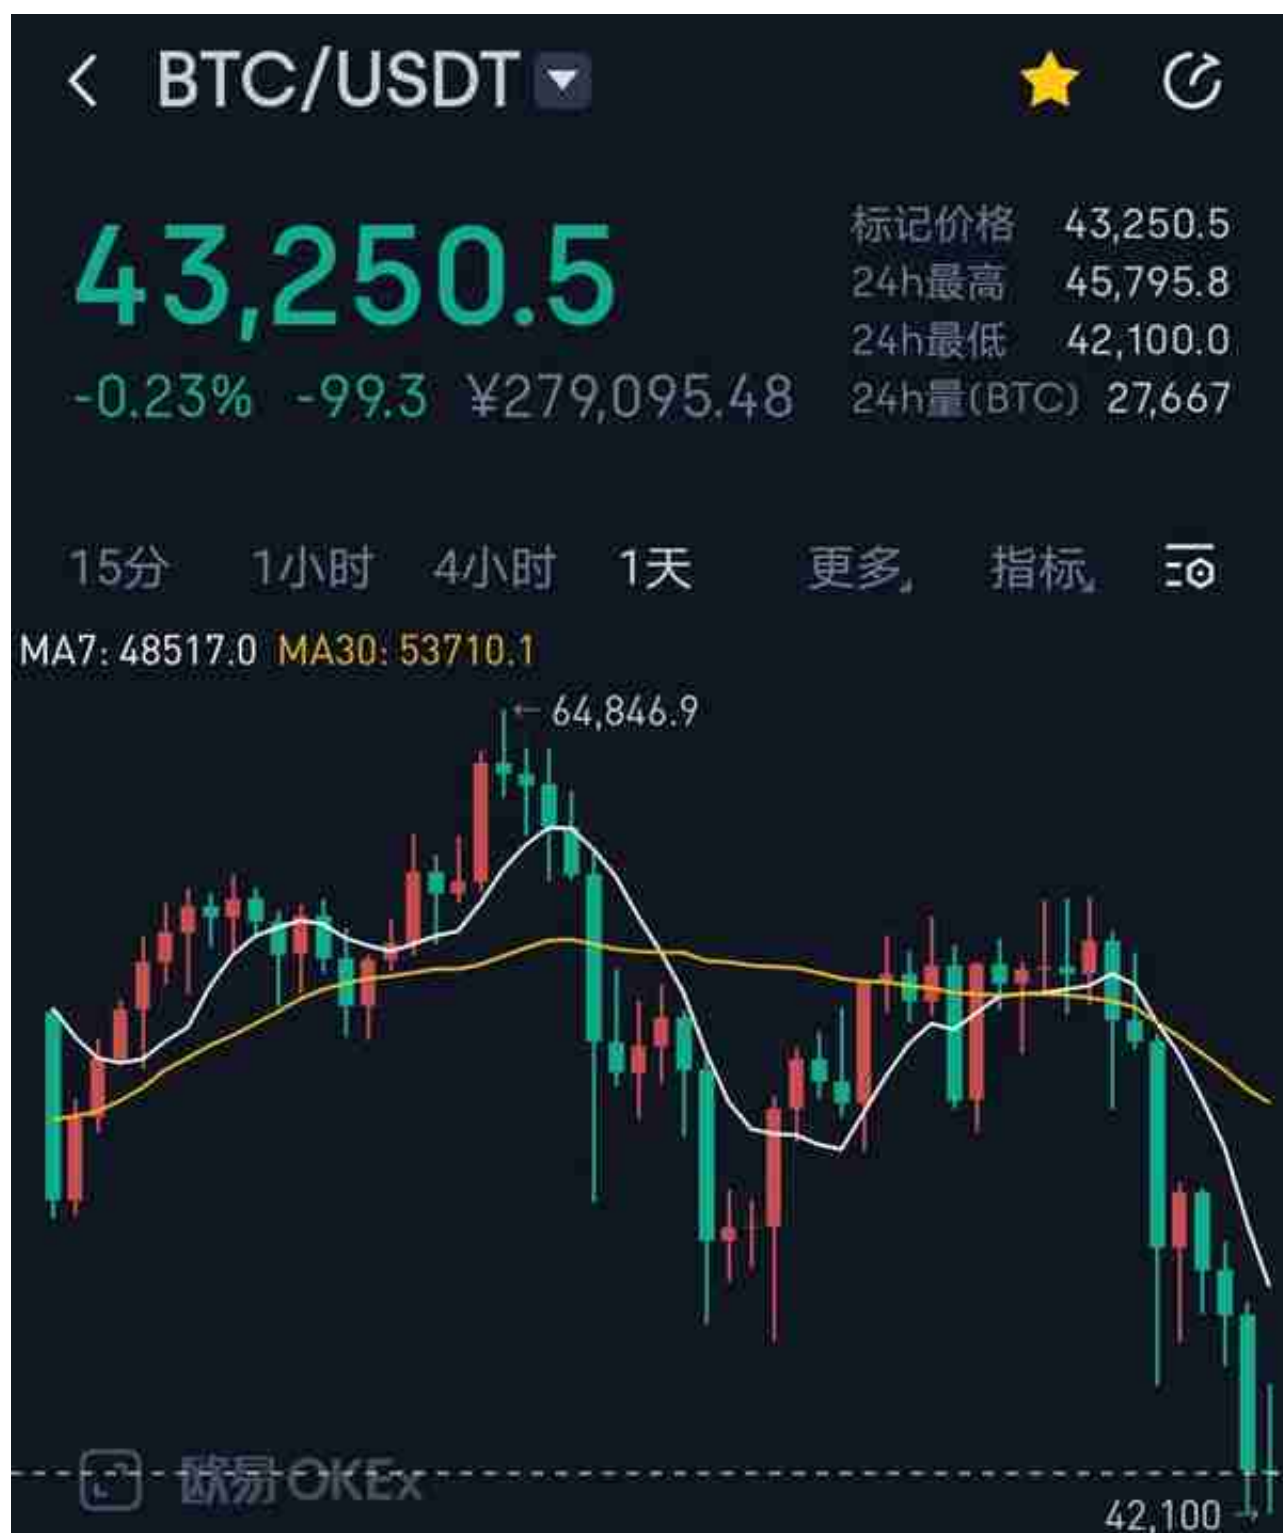 BTC/USDT
43,250.5
-0.23% -99.3 ¥279,095.48
标记价格 43,250.5
24h最高 45,795.8
24h最低 42,100.0
24h量(BTC) 27,667
15分 1小时 4小时 1天 更多 指标
MA7: 48517.0 MA30: 53710.1
64,846.9
欧易 OKEx
42,100